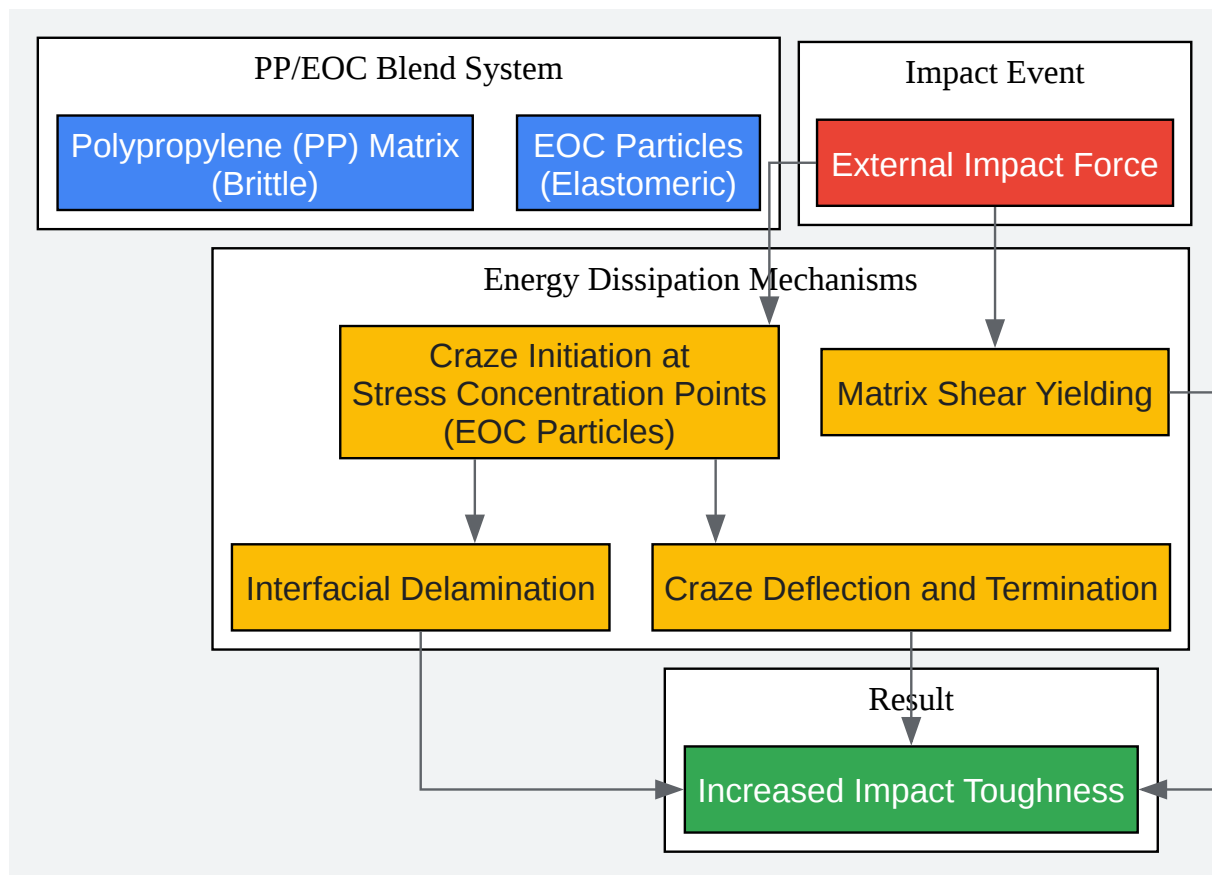 PP/EOC Blend System
Polypropylene (PP) Matrix
(Brittle)
EOC Particles
(Elastomeric)
Impact Event
External Impact Force
Energy Dissipation Mechanisms
Craze Initiation at
Stress Concentration Points
(EOC Particles)
Matrix Shear Yielding
Interfacial Delamination
Craze Deflection and Termination
Result
Increased Impact Toughness